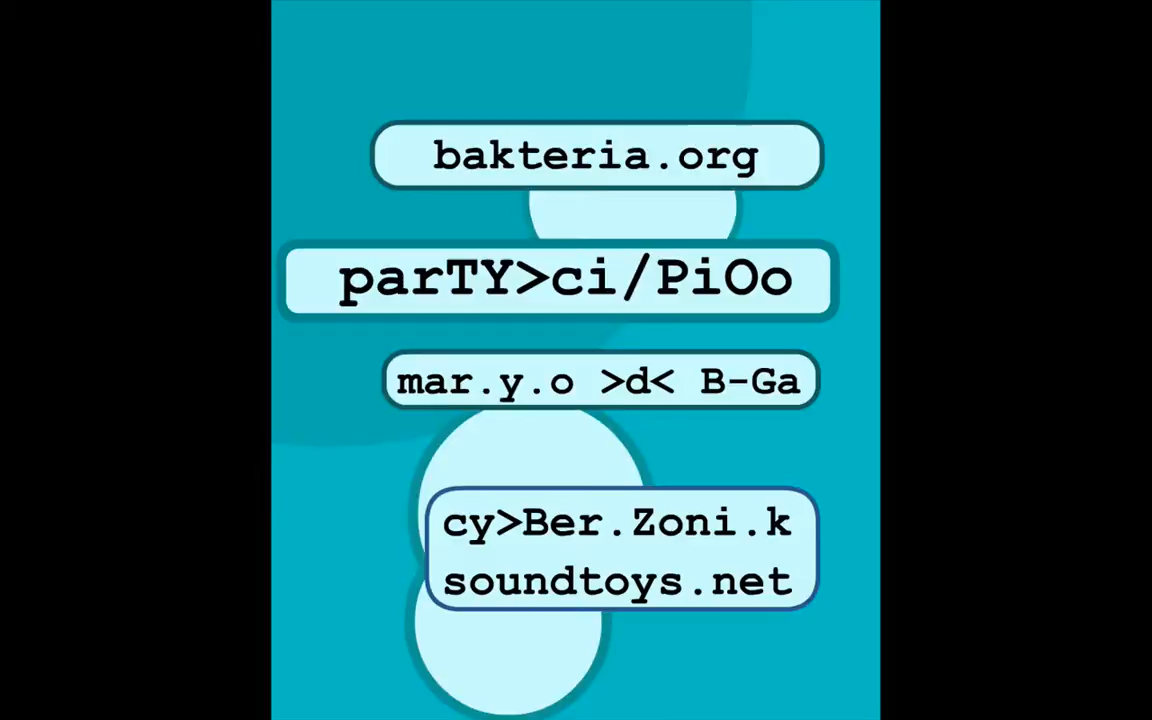 bakteria.org
parTY>ci/PiOo
mar.y.o >d< B-Ga
cy>Ber.Zoni.k
soundtoys.net